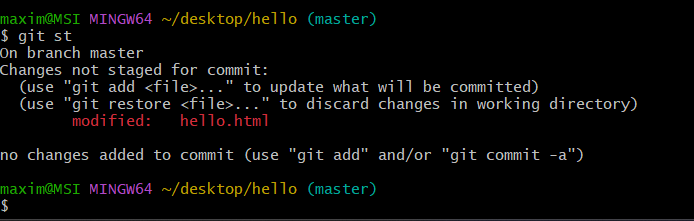 maxim@MSI MINGW64 ~/desktop/hello (master)
$ git st
On branch master
Changes not staged for commit:
  (use "git add <file>..." to update what will be committed)
  (use "git restore <file>..." to discard changes in working directory)
        modified:   hello.html

no changes added to commit (use "git add" and/or "git commit -a")

maxim@MSI MINGW64 ~/desktop/hello (master)
$